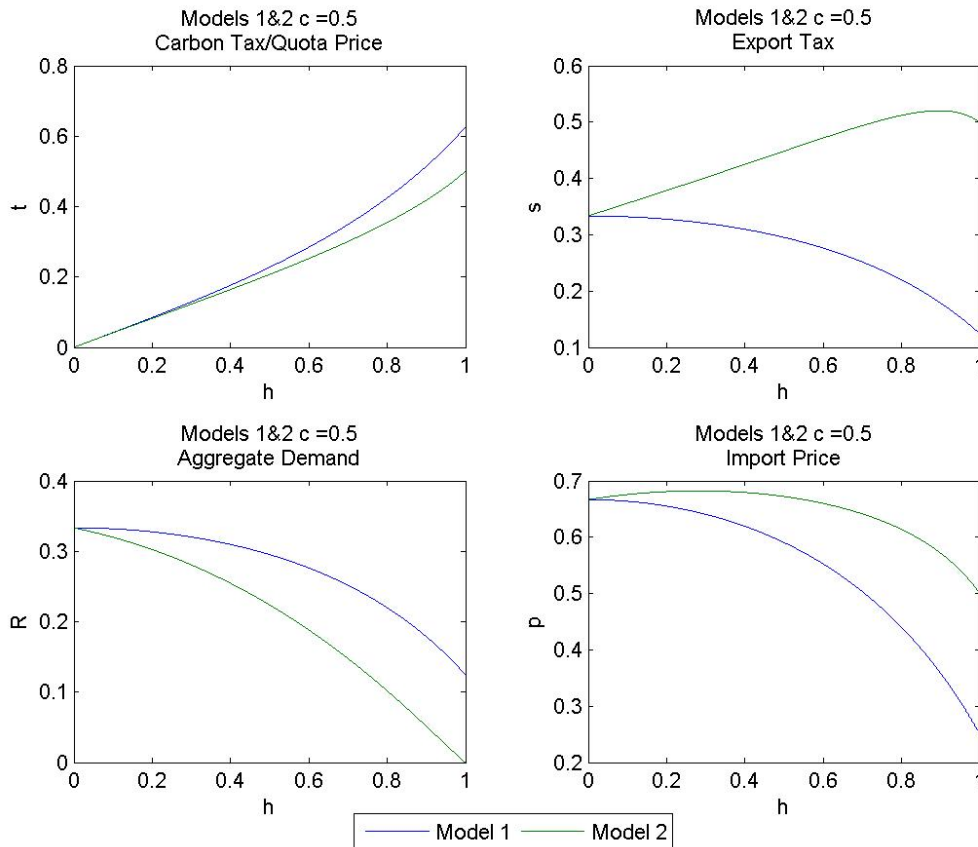 Models 1&2 c =0.5
Carbon Tax/Quota Price
0.8
0.6
0.4
0.2
0
t
0 0.2 0.4 0.6 0.8 1
h
Models 1&2 c =0.5
Export Tax
0.6
0.5
0.4
0.3
0.2
0.1
s
0 0.2 0.4 0.6 0.8 1
h
Models 1&2 c =0.5
Aggregate Demand
0.4
0.3
0.2
0.1
0
R
0 0.2 0.4 0.6 0.8 1
h
Models 1&2 c =0.5
Import Price
0.7
0.6
0.5
0.4
0.3
0.2
p
0 0.2 0.4 0.6 0.8 1
h
Model 1 Model 2